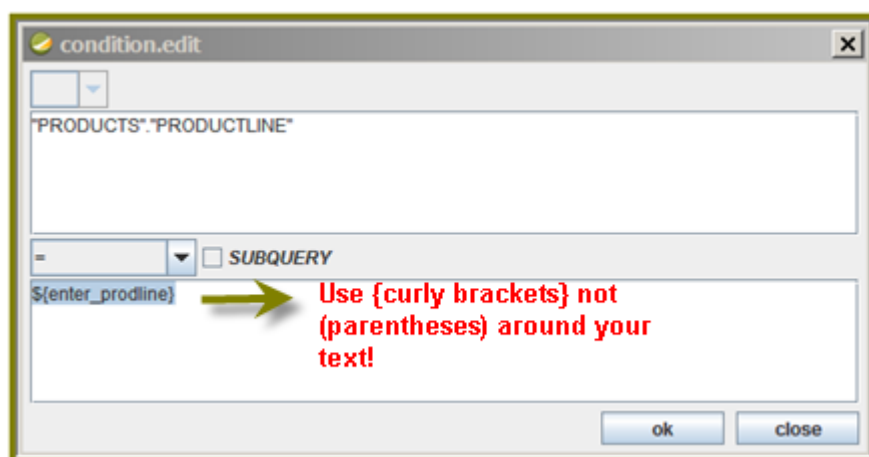 condition.edit
"PRODUCTS"."PRODUCTLINE"
= SUBQUERY
${enter_prodline} Use {curly brackets} not
(parentheses) around your
text!
ok close